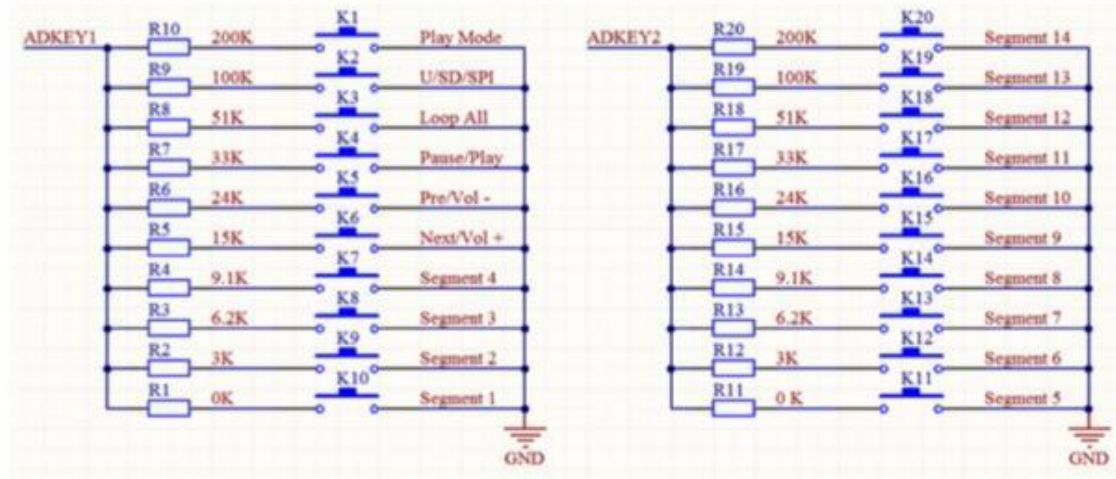 K1 K20
ADKEY1 R10 200K Play Mode ADKEY2 R20 200K Segment 14
K2 K19
R9 100K U/SD/SPI R19 100K Segment 13
K3 K18
R8 51K Loop All R18 51K Segment 12
K4 K17
R7 33K Pause/Play R17 33K Segment 11
K5 K16
R6 24K Pre/Vol - R16 24K Segment 10
K6 K15
R5 15K Next/Vol + R15 15K Segment 9
K7 K14
R4 9.1K Segment 4 R14 9.1K Segment 8
K8 K13
R3 6.2K Segment 3 R13 6.2K Segment 7
K9 K12
R2 3K Segment 2 R12 3K Segment 6
K10 K11
R1 0K Segment 1 R11 0 K Segment 5
GND GND